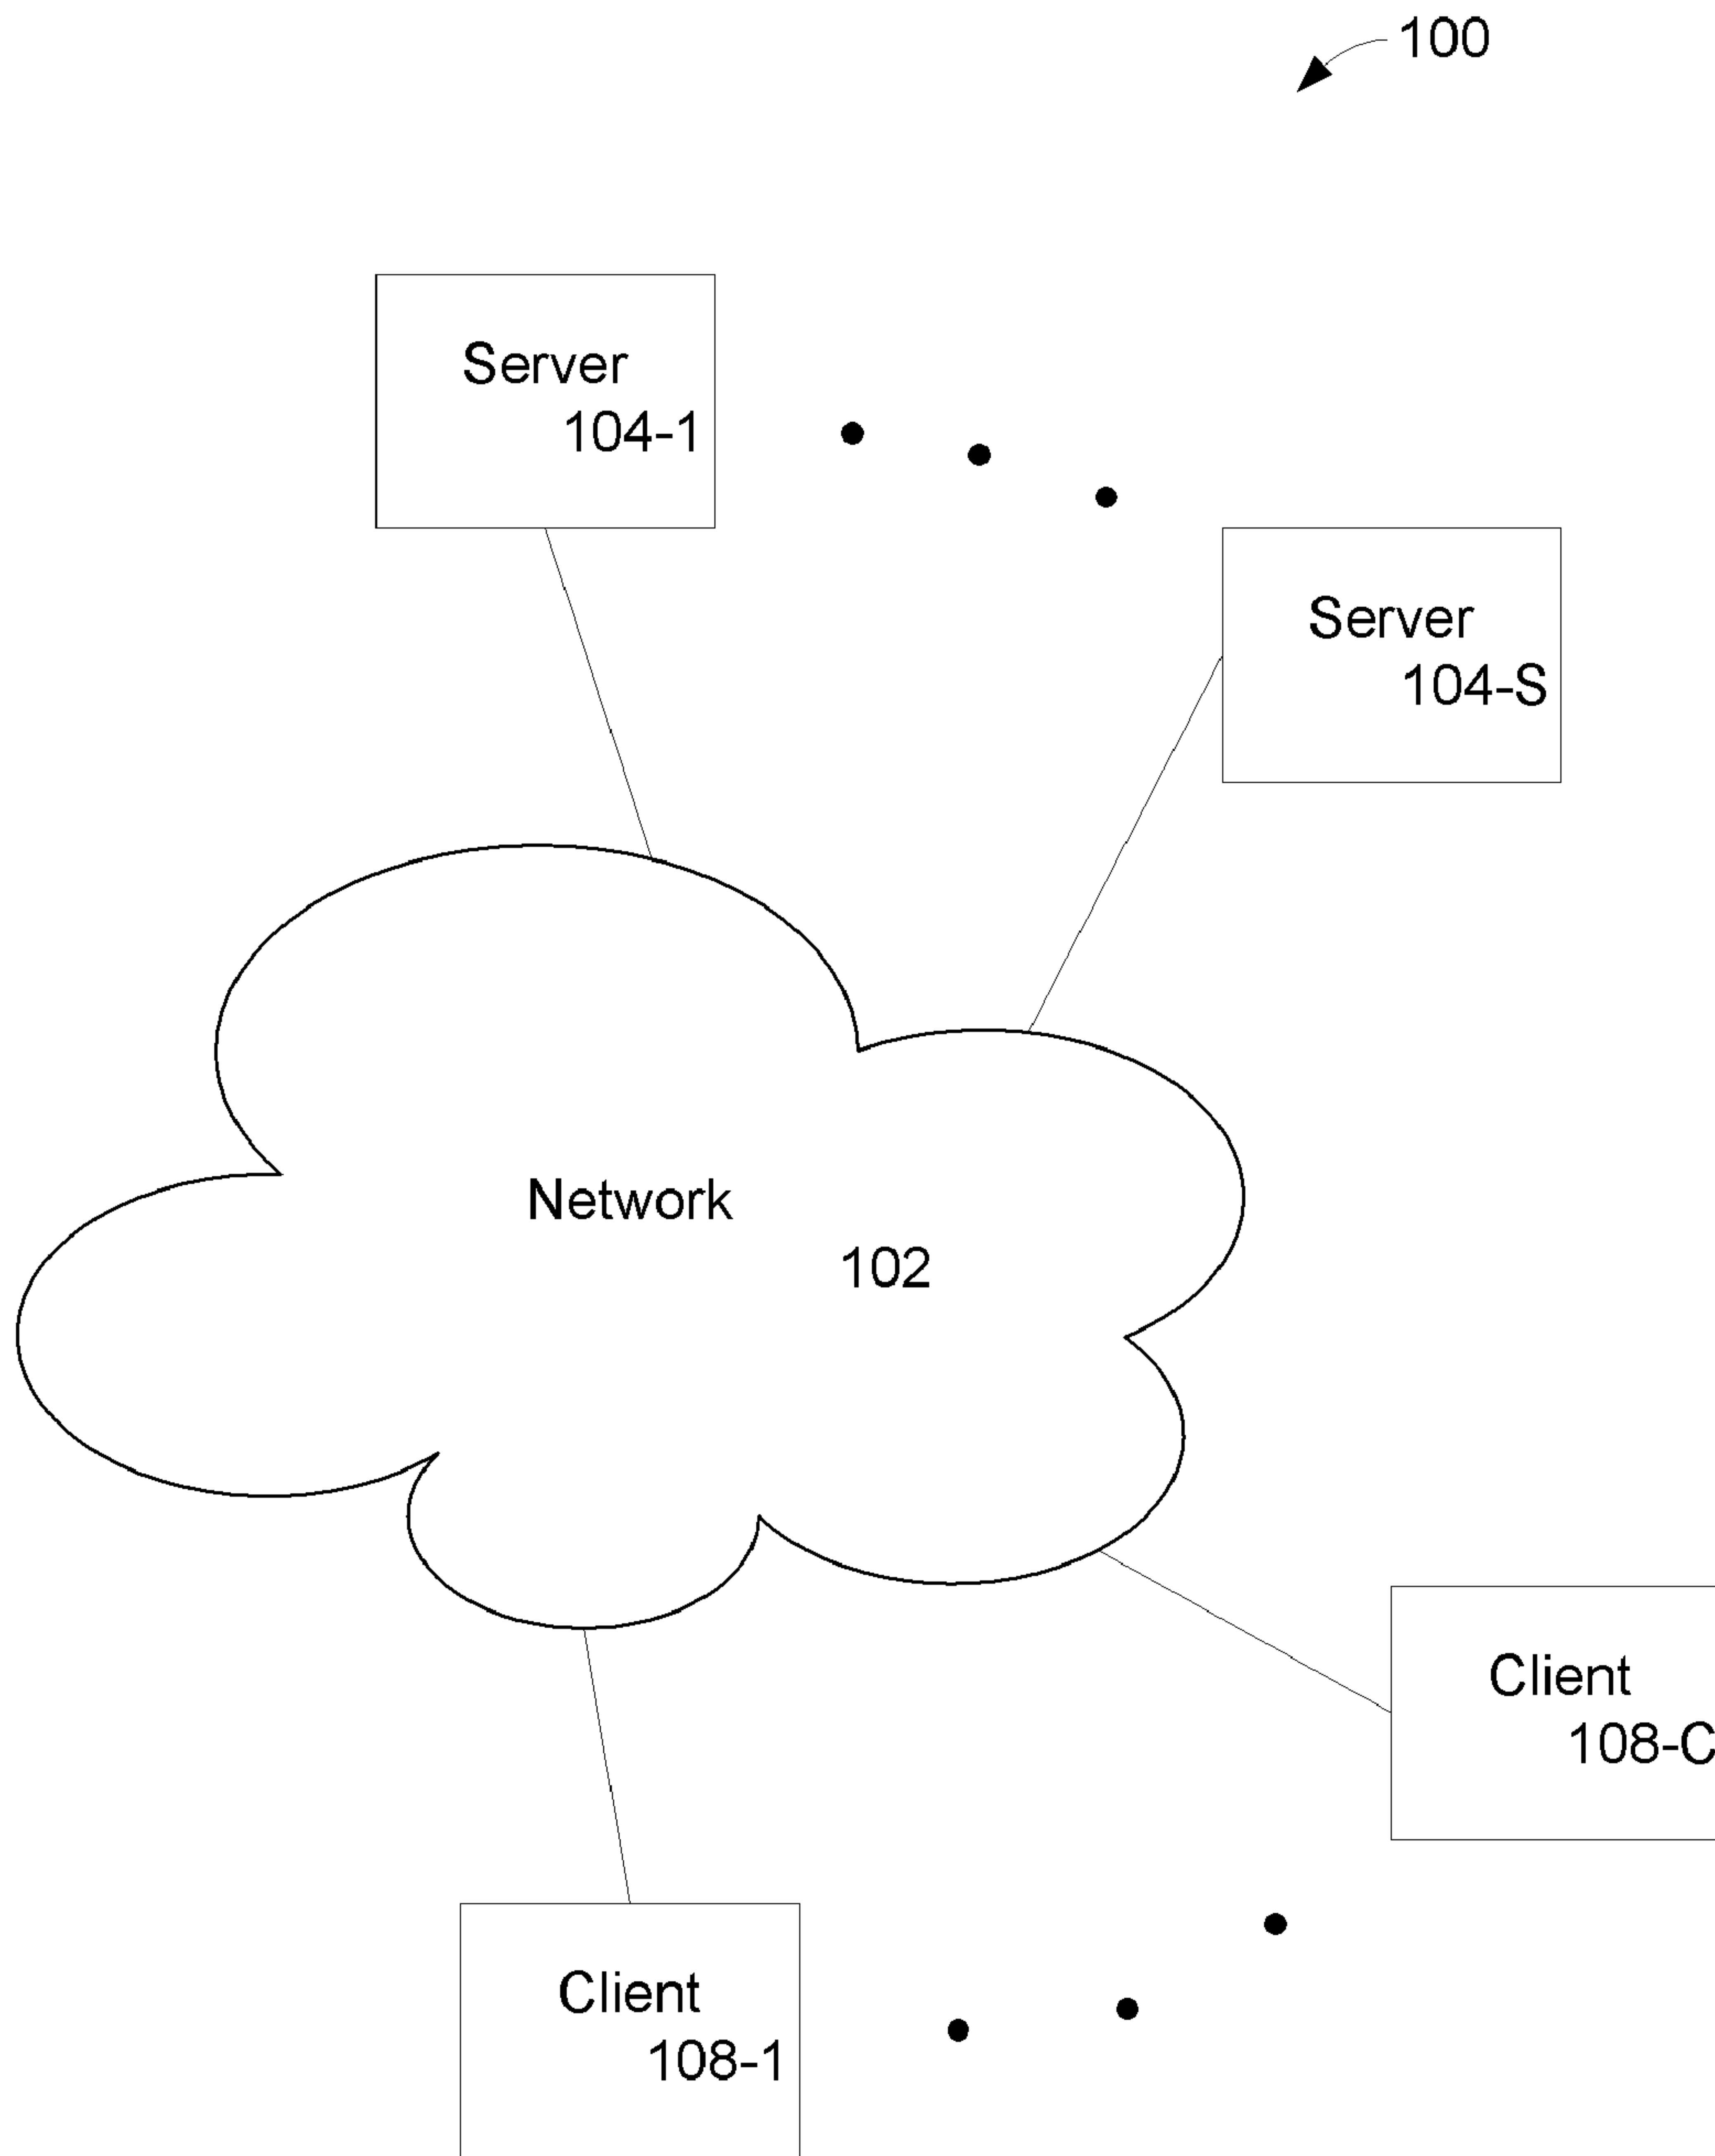 100
Server
104-1
Server
104-S
Network
102
Client
108-C
Client
108-1